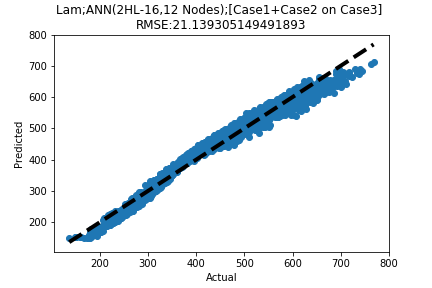 Lam;ANN(2HL-16,12 Nodes);[Case1+Case2 on Case3]
RMSE:21.139305149491893
800
700
600
500
400
300
200
Predicted
200 300 400 500 600 700 800
Actual